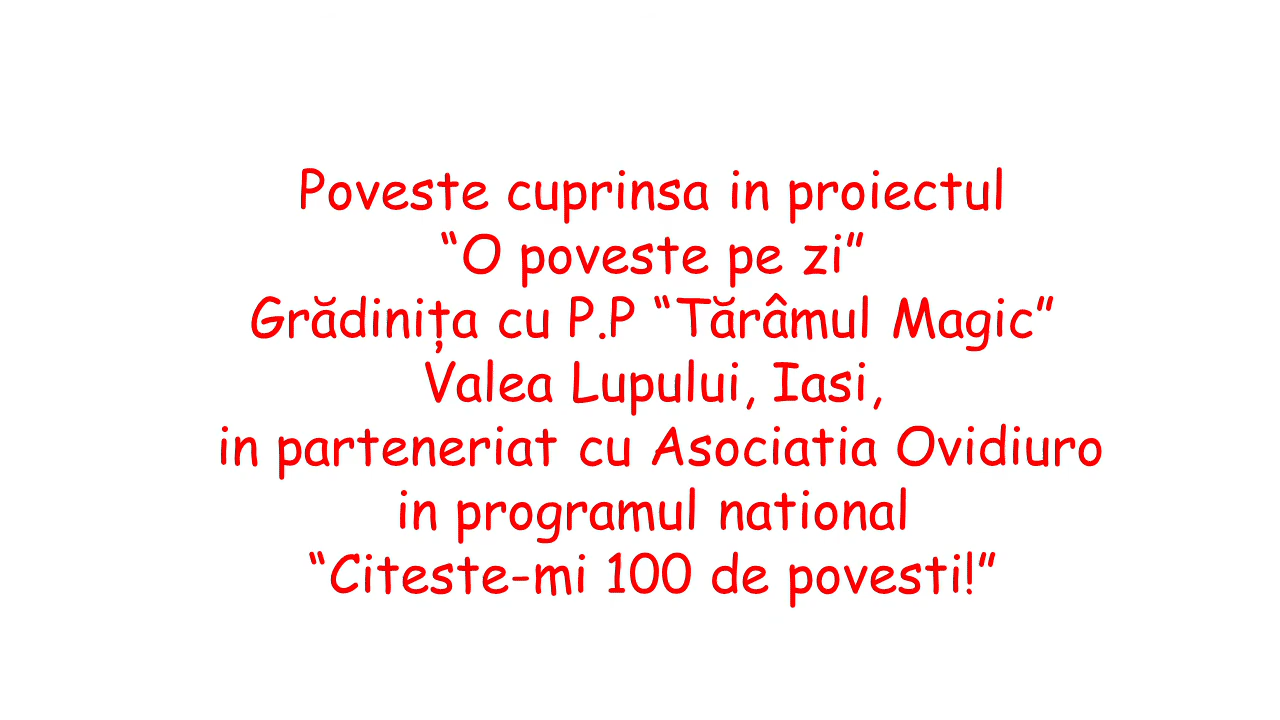 Poveste cuprinsa in proiectul
“O poveste pe zi”
Grădinița cu P.P “Tărâmul Magic”
Valea Lupului, Iasi,
in parteneriat cu Asociatia Ovidiuro
in programul national
“Citeste-mi 100 de povesti!”